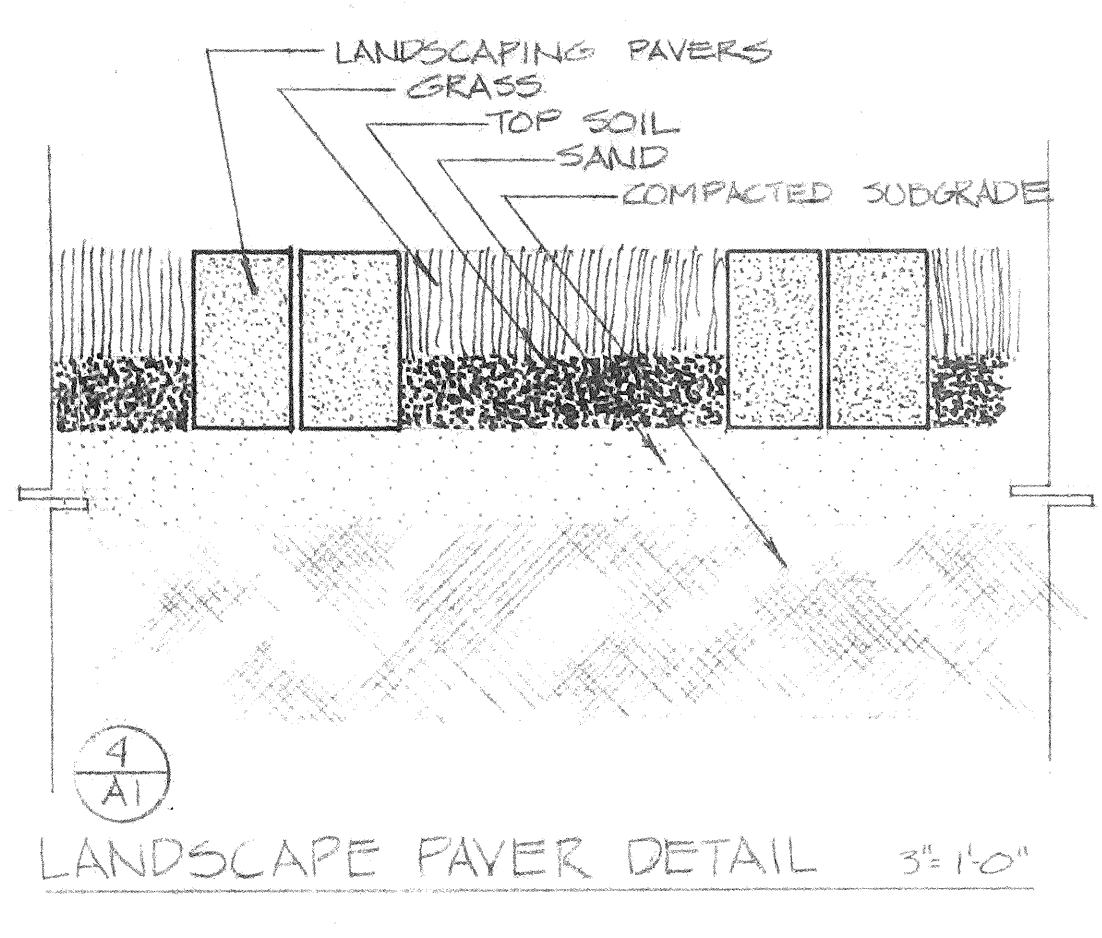 LANDSCAPING PAVERS
GRASS
TOP SOIL
SAND
COMPACTED SUBGRADE
4
A1
LANDSCAPE PAVER DETAIL 3"=1'-0"